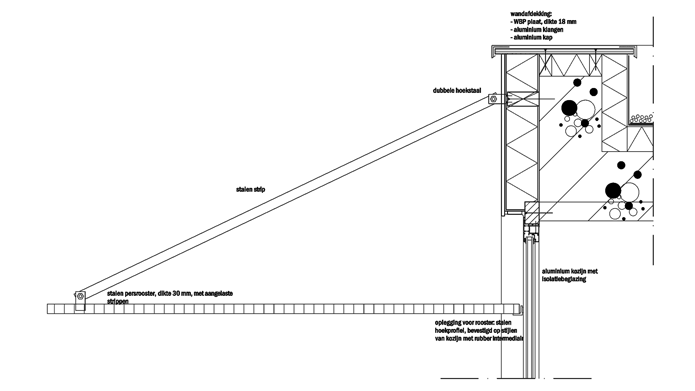 wandafdekking:
- WBP plaat, dikte 18 mm
- aluminium klangen
- aluminium kap
dubbele hoekstaal
stalen strip
aluminium kozijn met
isolatiebeglazing
stalen persrooster, dikte 30 mm, met aangelaste
strippen
oplegging voor rooster: stalen
hoekprofiel, bevestigd op stijlen
van kozijn met rubber intermediair